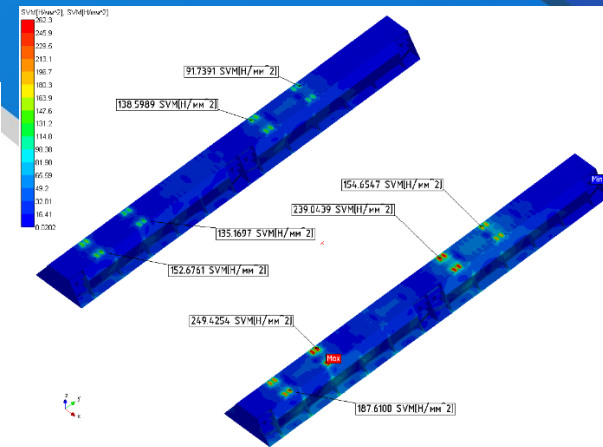 SVM[Н/мм^2], SVM[Н/мм^2]
262.3
245.9
229.5
213.1
196.7
180.3
163.9
147.6
131.2
114.8
98.38
81.98
65.59
49.2
32.81
16.41
0.0202
91.7391 SVM[Н/мм^2]
138.5989 SVM[Н/мм^2]
135.1697 SVM[Н/мм^2]
152.6761 SVM[Н/мм^2]
Min
154.6547 SVM[Н/мм^2]
239.0439 SVM[Н/мм^2]
249.4254 SVM[Н/мм^2]
Max
187.6100 SVM[Н/мм^2]
z
y
x